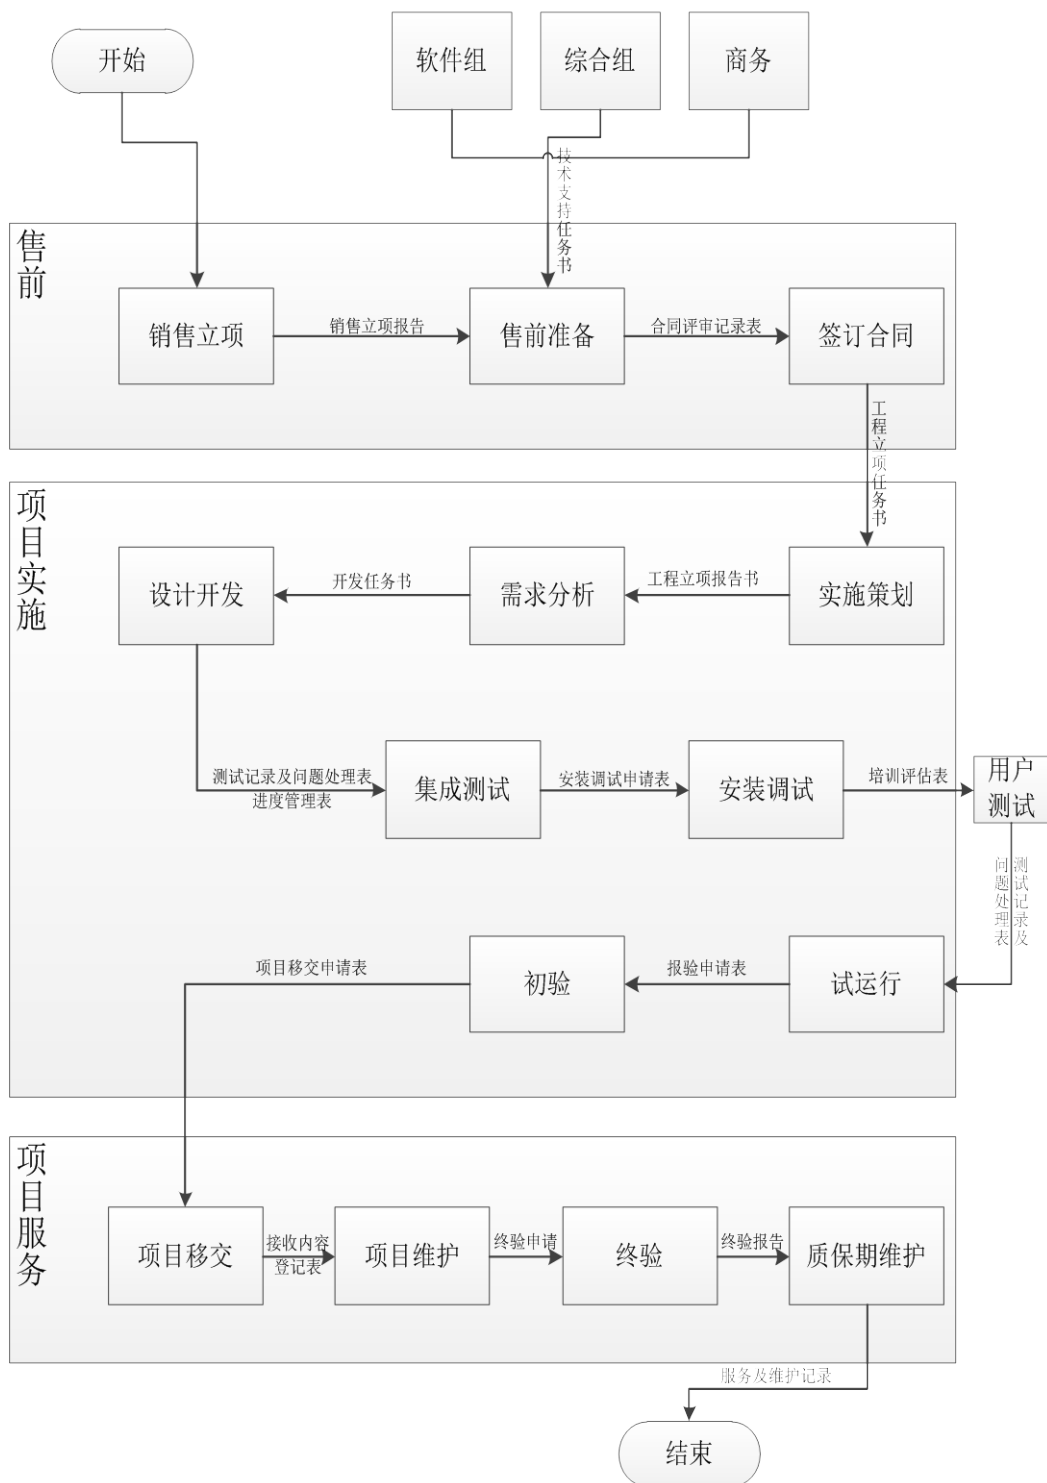 开始
软件组
综合组
商务
技术支持任务书
售前
销售立项
销售立项报告
售前准备
合同评审记录表
签订合同
工程立项任务书
项目实施
设计开发
开发任务书
需求分析
工程立项报告书
实施策划
测试记录及问题处理表
进度管理表
集成测试
安装调试申请表
安装调试
培训评估表
用户
测试
测试记录及
问题处理表
项目移交申请表
初验
报验申请表
试运行
项目服务
项目移交
接收内容
登记表
项目维护
终验申请
终验
终验报告
质保期维护
服务及维护记录
结束